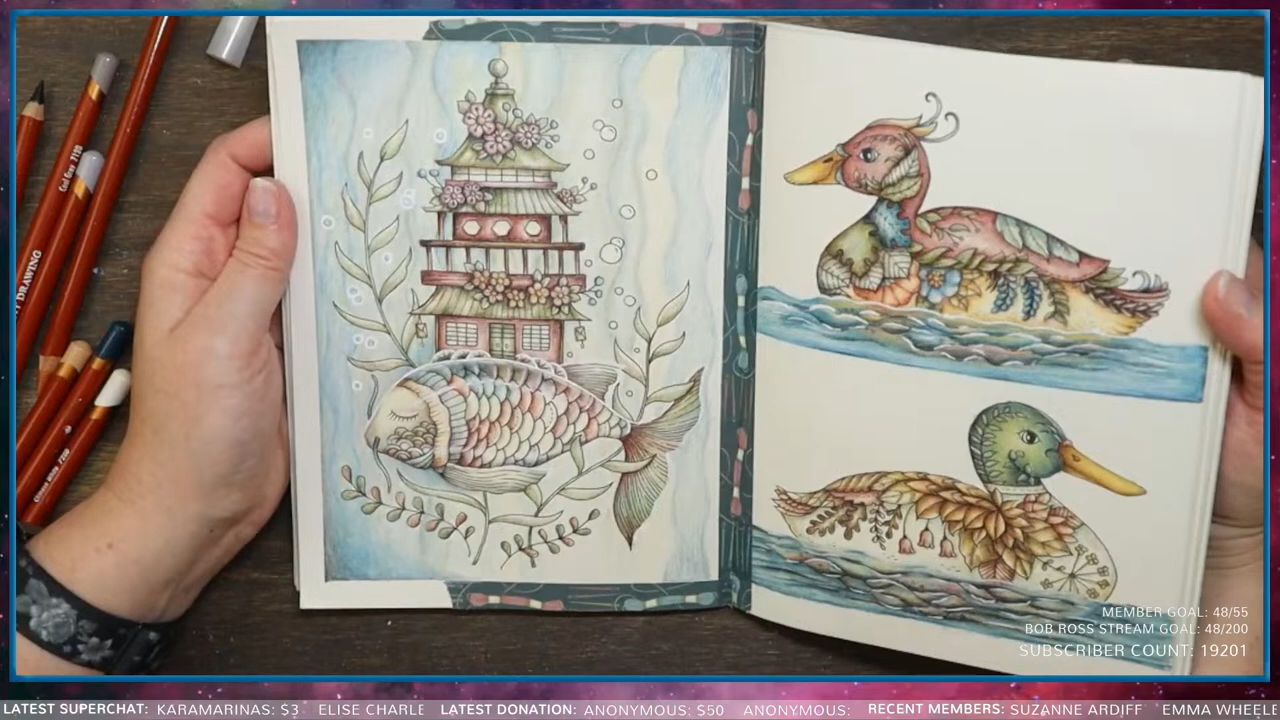 DRAWING
MEMBER GOAL: 48/55
BOB ROSS STREAM GOAL: 48/200
SUBSCRIBER COUNT: 19201
LATEST SUPERCHAT: KARAMARINAS: $3 ELISE CHARLE LATEST DONATION: ANONYMOUS: $50 ANONYMOUS: RECENT MEMBERS: SUZANNE ARDIFF EMMA WHEELE